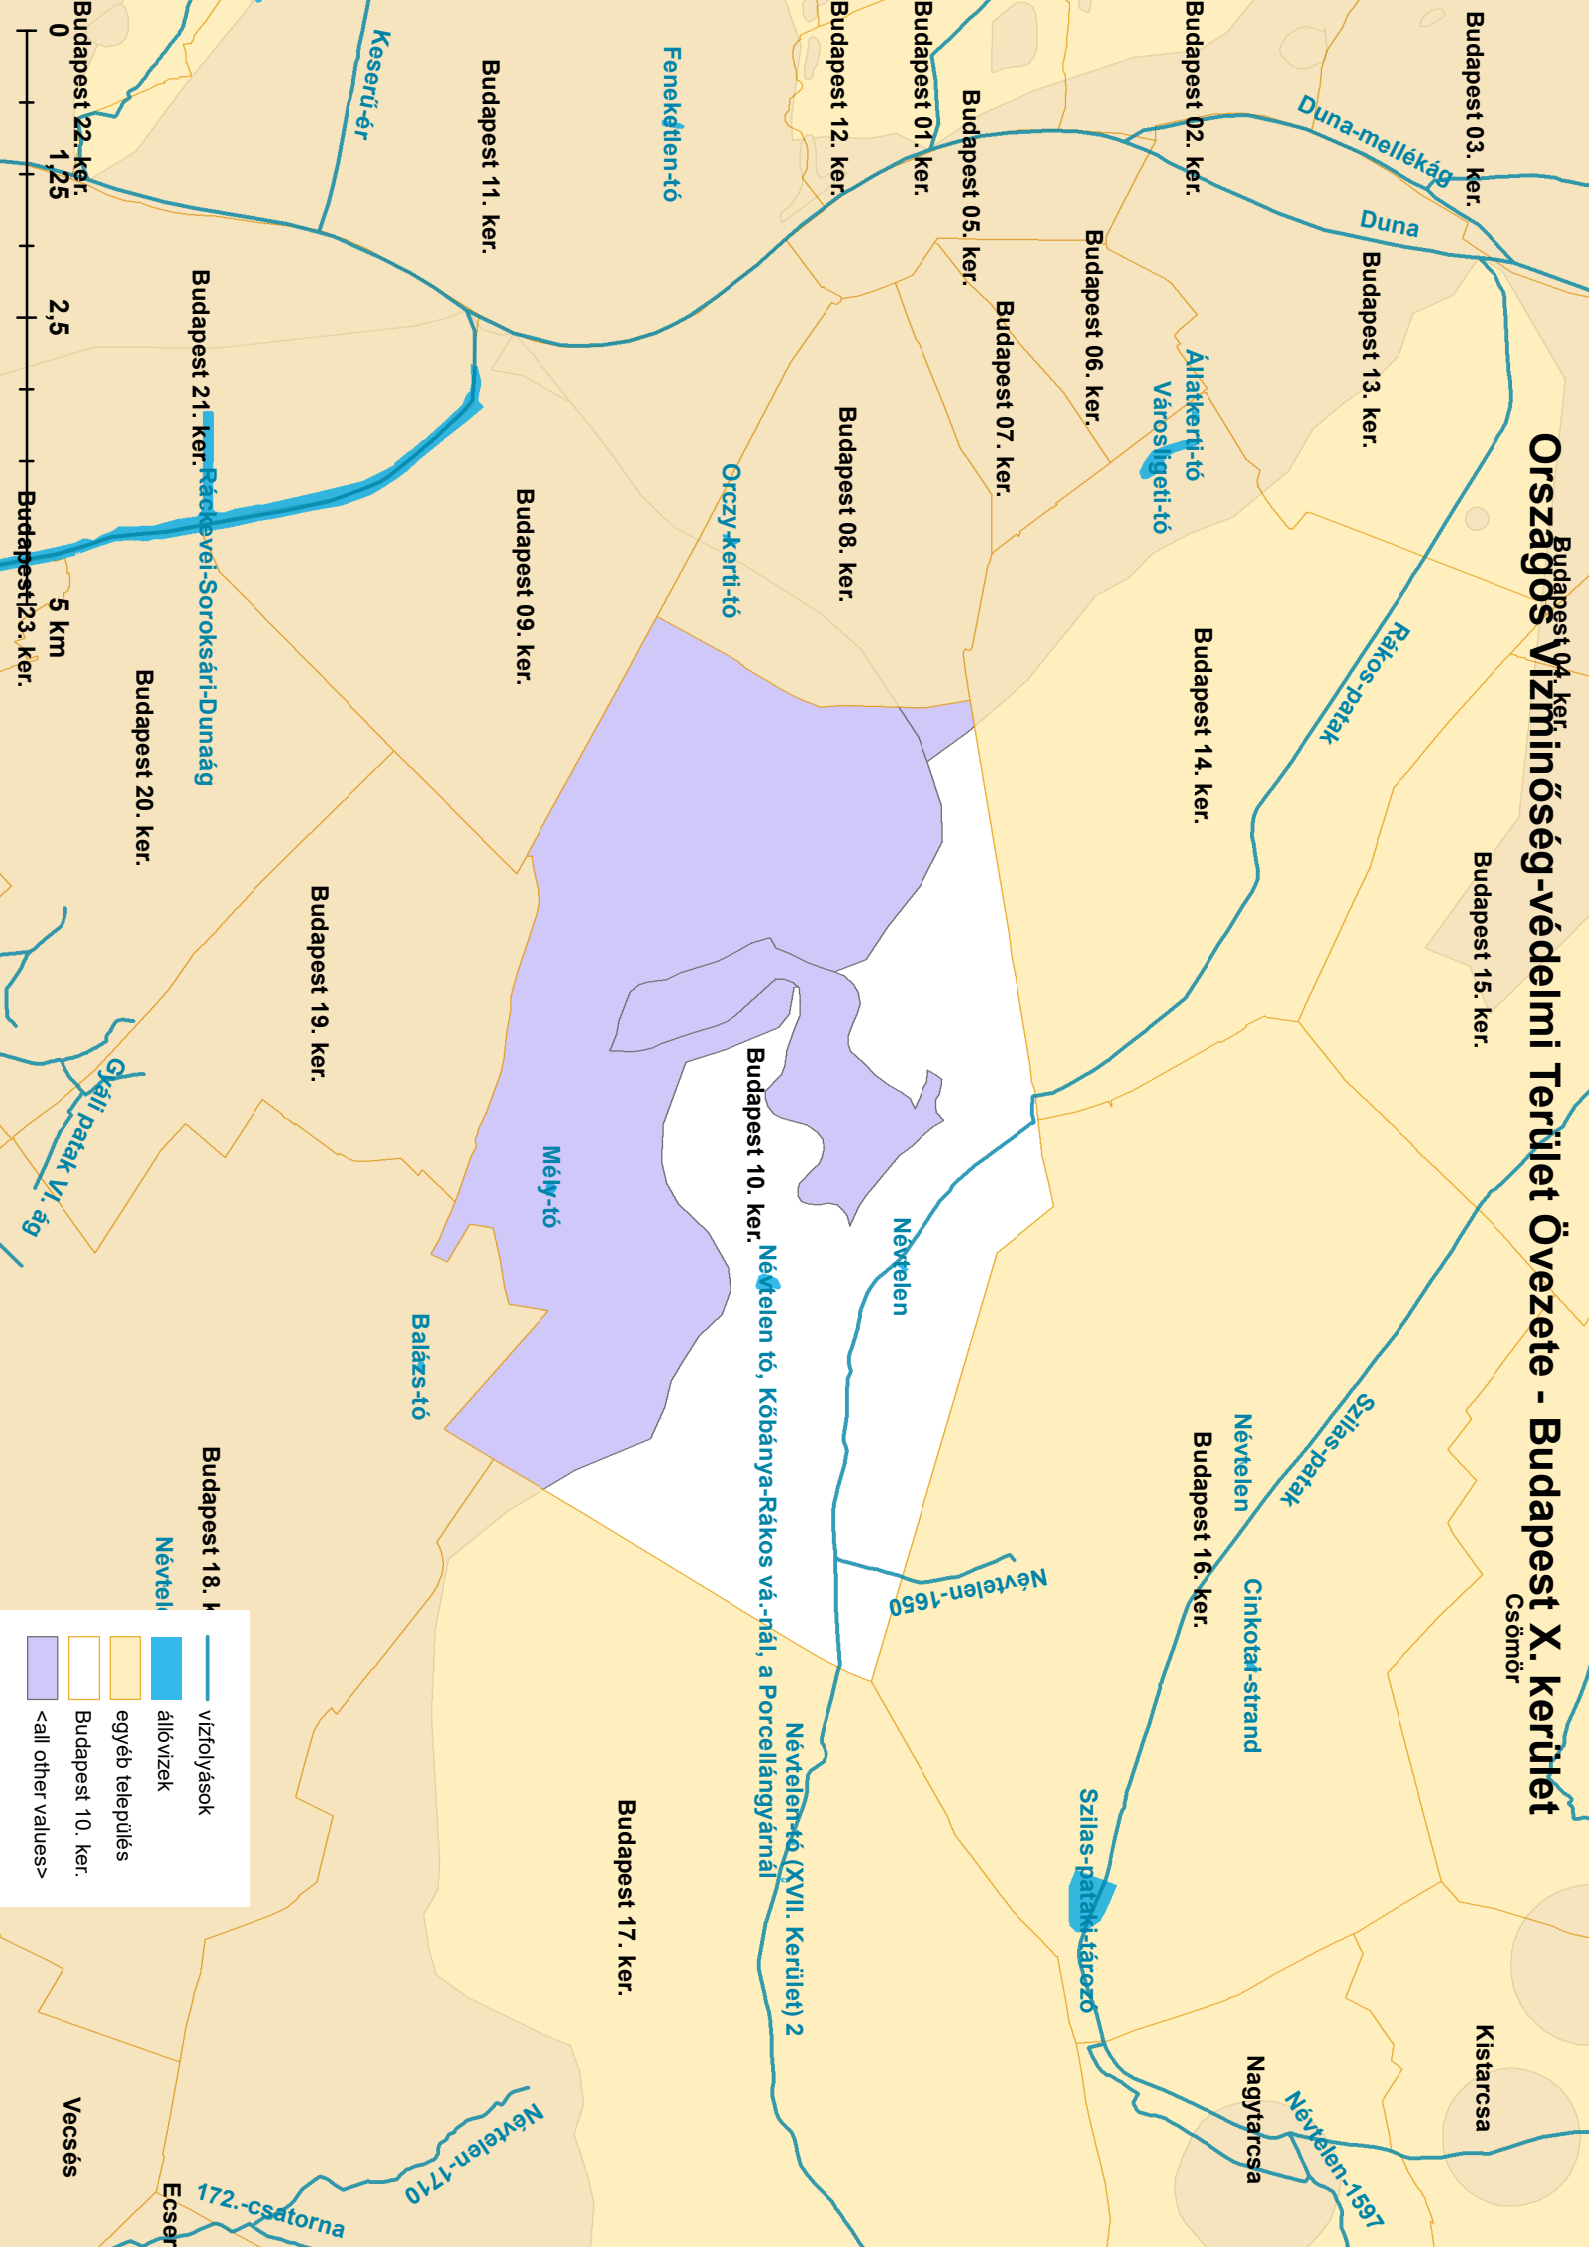 Országos Vízminőség-védelmi Terület Övezete - Budapest X. kerület
Budapest 04. ker.
Csömör
Budapest 03. ker.
Budapest 15. ker.
Kistarcsa
Duna-mellékág
Duna
Budapest 13. ker.
Rákos-patak
Szilas-patak
Névtelen-1597
Budapest 02. ker.
Állatkerti-tó
Városligeti-tó
Budapest 14. ker.
Névtelen
Budapest 16. ker.
Cinkotai-strand
Nagytarcsa
Budapest 06. ker.
Szilas-pataki-tározó
Budapest 05. ker.
Budapest 07. ker.
Névtelen-1650
Budapest 01. ker.
Névtelen
Budapest 12. ker.
Budapest 08. ker.
Névtelen-tó (XVII. Kerület) 2
Budapest 10. ker.
Névtelen tó, Kőbánya-Rákos vá.-nál, a Porcellángyárnál
Feneketlen-tó
Orczy-kerti-tó
Budapest 17. ker.
Budapest 11. ker.
Budapest 09. ker.
Mély-tó
Névtelen-1710
Keserű-ér
Balázs-tó
Budapest 19. ker.
172.-csatorna
Budapest 21. ker.
Ráckevei-Soroksári-Dunaág
Budapest 18. k
Budapest 20. ker.
Névtele
Ecser
Gyáli patak VI. ág
Budapest 22. ker.
Vecsés
0 1,25 2,5 5 km
Budapest 23. ker.
vízfolyások
állóvizek
egyéb település
Budapest 10. ker.
<all other values>